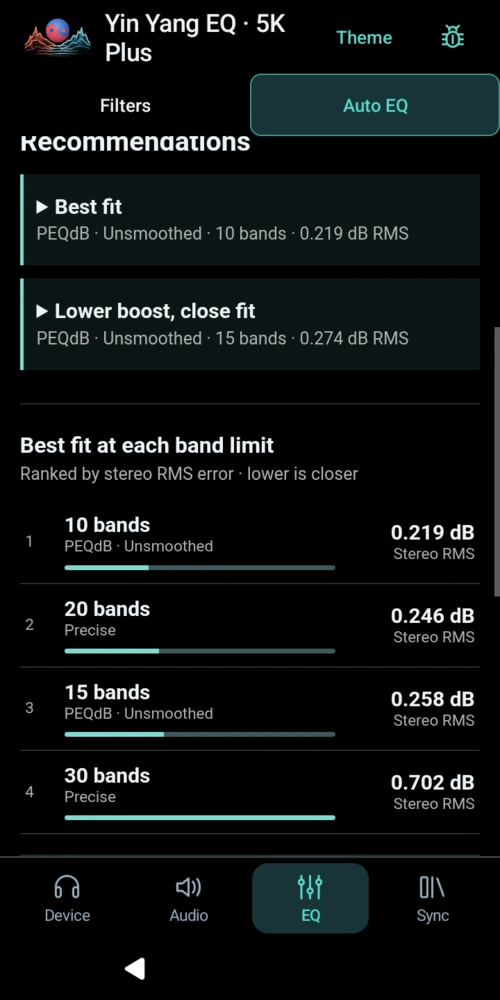 Yin Yang EQ · 5K
Plus
Theme
Filters
Auto EQ
Recommendations
▶ Best fit
PEQdB · Unsmoothed · 10 bands · 0.219 dB RMS
▶ Lower boost, close fit
PEQdB · Unsmoothed · 15 bands · 0.274 dB RMS
Best fit at each band limit
Ranked by stereo RMS error · lower is closer
1
10 bands
PEQdB · Unsmoothed
0.219 dB
Stereo RMS
2
20 bands
Precise
0.246 dB
Stereo RMS
3
15 bands
PEQdB · Unsmoothed
0.258 dB
Stereo RMS
4
30 bands
Precise
0.702 dB
Stereo RMS
Device
Audio
EQ
Sync